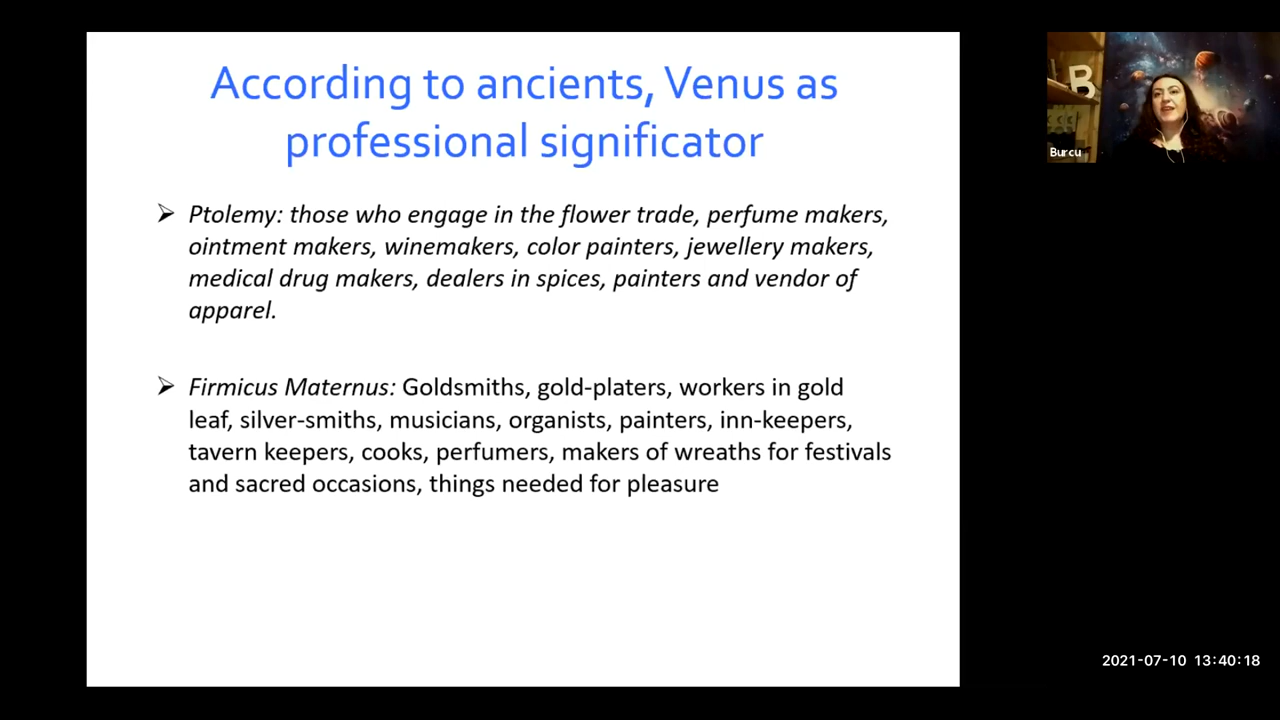 According to ancients, Venus as
professional significator
➢ Ptolemy: those who engage in the flower trade, perfume makers,
ointment makers, winemakers, color painters, jewellery makers,
medical drug makers, dealers in spices, painters and vendor of
apparel.
➢ Firmicus Maternus: Goldsmiths, gold-platers, workers in gold
leaf, silver-smiths, musicians, organists, painters, inn-keepers,
tavern keepers, cooks, perfumers, makers of wreaths for festivals
and sacred occasions, things needed for pleasure
B
Burcu
2021-07-10 13:40:18